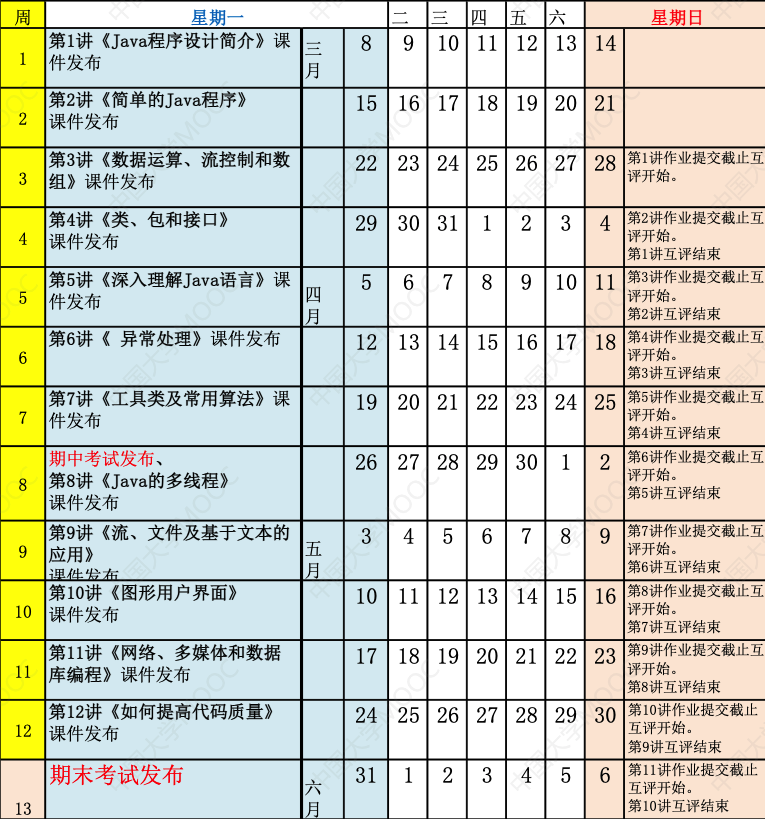 周 星期一 二 三 四 五 六 星期日
1 第1讲《Java程序设计简介》课 三 8 9 10 11 12 13 14
件发布 月
2 第2讲《简单的Java程序》 15 16 17 18 19 20 21
课件发布
3 第3讲《数据运算、流控制和数 22 23 24 25 26 27 28 第1讲作业提交截止互
组》课件发布 评开始。
4 第4讲《类、包和接口》 29 30 31 1 2 3 4 第2讲作业提交截止互
课件发布 评开始。
第1讲互评结束
5 第5讲《深入理解Java语言》课 四 5 6 7 8 9 10 11 第3讲作业提交截止互
件发布 月 评开始。
第2讲互评结束
6 第6讲《 异常处理》课件发布 12 13 14 15 16 17 18 第4讲作业提交截止互
评开始。
第3讲互评结束
7 第7讲《工具类及常用算法》课 19 20 21 22 23 24 25 第5讲作业提交截止互
件发布 评开始。
第4讲互评结束
8 期中考试发布、 26 27 28 29 30 1 2 第6讲作业提交截止互
第8讲《Java的多线程》 评开始。
课件发布 第5讲互评结束
9 第9讲《流、文件及基于文本的 五 3 4 5 6 7 8 9 第7讲作业提交截止互
应用》 月 评开始。
课件发布 第6讲互评结束
10 第10讲《图形用户界面》 10 11 12 13 14 15 16 第8讲作业提交截止互
课件发布 评开始。
第7讲互评结束
11 第11讲《网络、多媒体和数据 17 18 19 20 21 22 23 第9讲作业提交截止互
库编程》课件发布 评开始。
第8讲互评结束
12 第12讲《如何提高代码质量》 24 25 26 27 28 29 30 第10讲作业提交截止
课件发布 互评开始。
第9讲互评结束
13 期末考试发布 六 31 1 2 3 4 5 6 第11讲作业提交截止
月 互评开始。
第10讲互评结束
中国大学MOOC